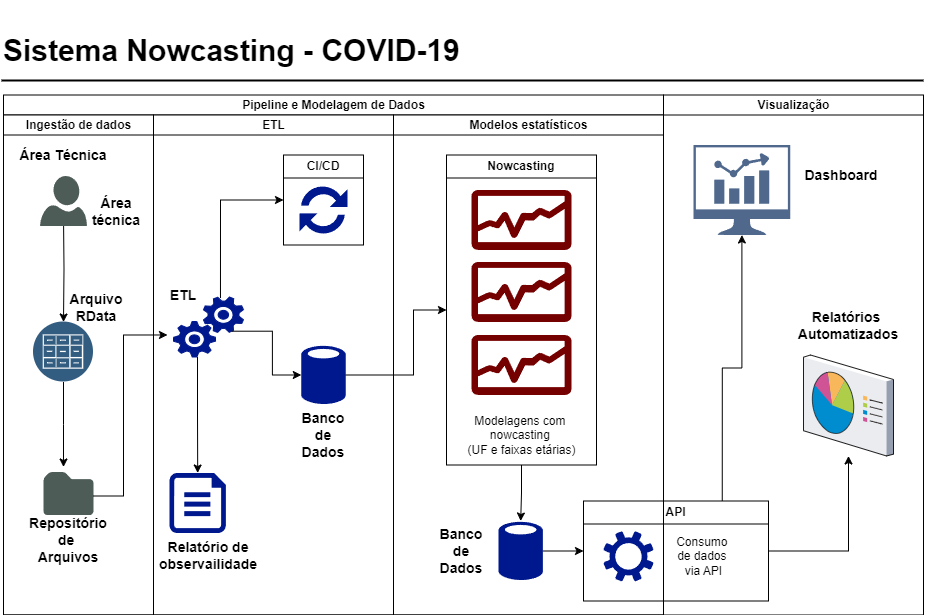 Sistema Nowcasting - COVID-19
Pipeline e Modelagem de Dados
Visualização
Ingestão de dados
ETL
Modelos estatísticos
Área Técnica
Área
técnica
Arquivo
RData
Repositório
de
Arquivos
CI/CD
ETL
Banco
de
Dados
Relatório de
observailidade
Nowcasting
Modelagens com
nowcasting
(UF e faixas etárias)
Banco
de
Dados
API
Consumo
de dados
via API
Dashboard
Relatórios
Automatizados